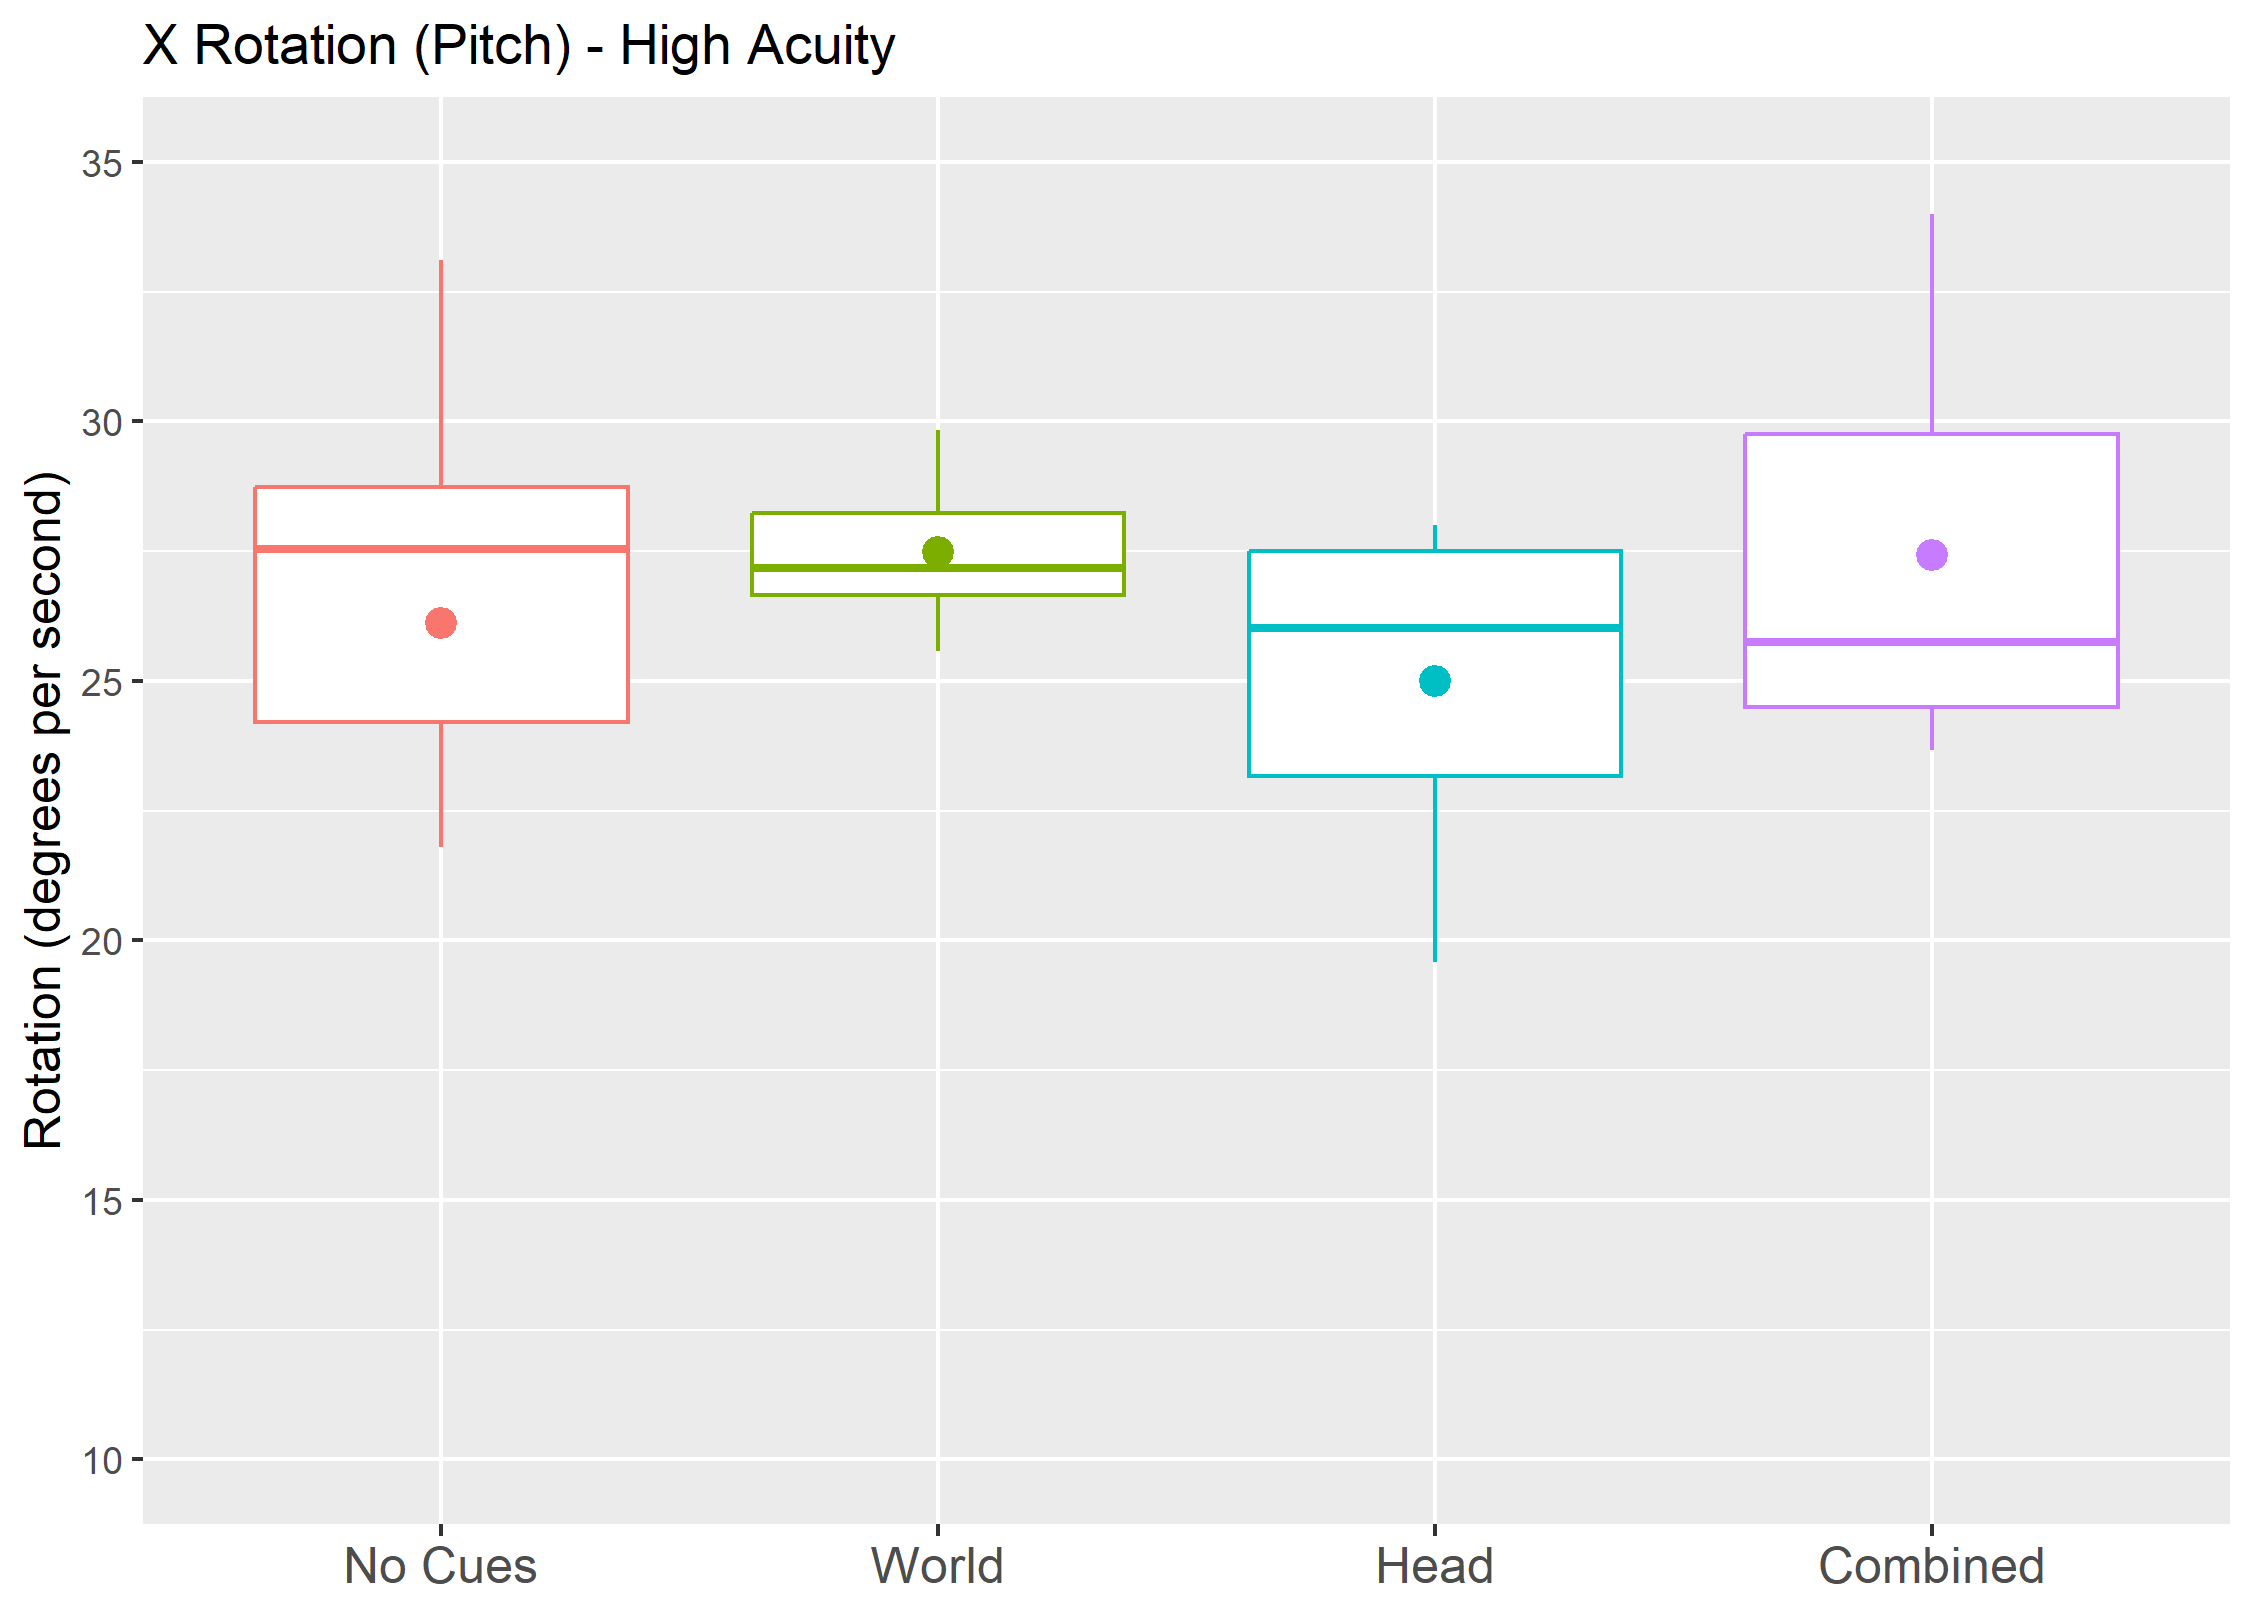 X Rotation (Pitch) - High Acuity
Rotation (degrees per second)
35
30
25
20
15
10
No Cues World Head Combined